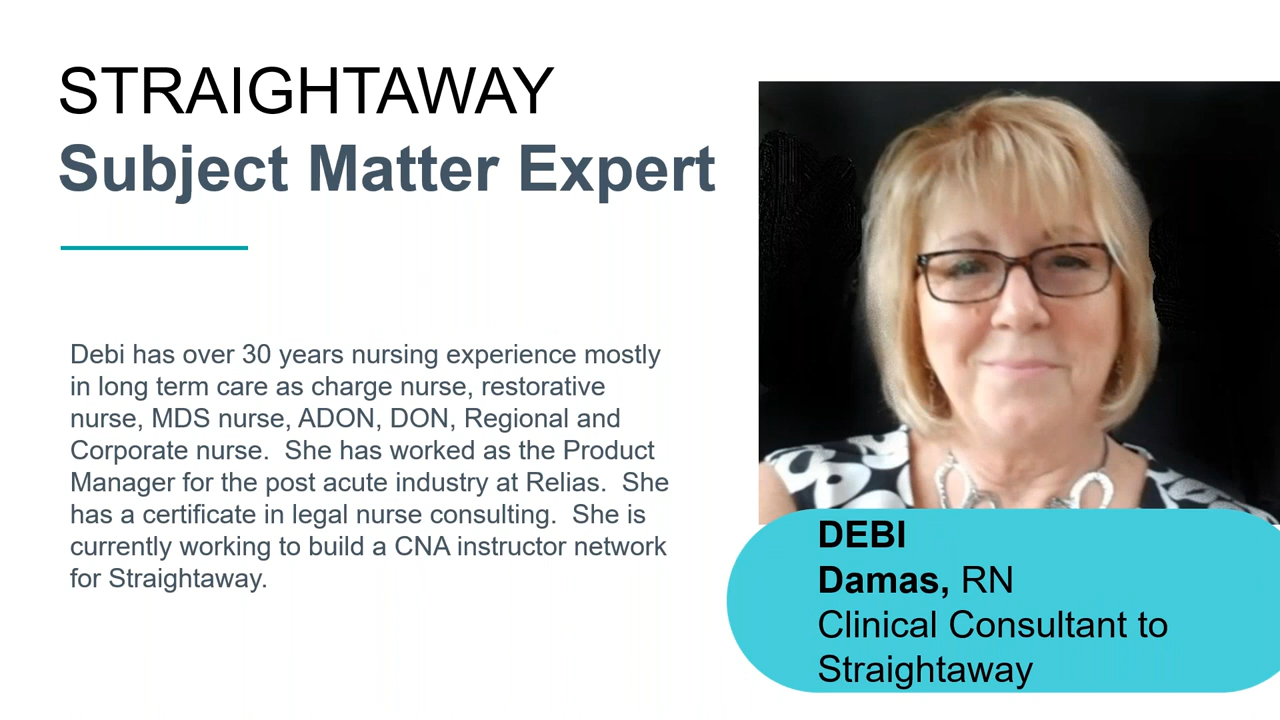 STRAIGHTAWAY
Subject Matter Expert
Debi has over 30 years nursing experience mostly
in long term care as charge nurse, restorative
nurse, MDS nurse, ADON, DON, Regional and
Corporate nurse.  She has worked as the Product
Manager for the post acute industry at Relias.  She
has a certificate in legal nurse consulting.  She is
currently working to build a CNA instructor network
for Straightaway.
DEBI
Damas, RN
Clinical Consultant to
Straightaway